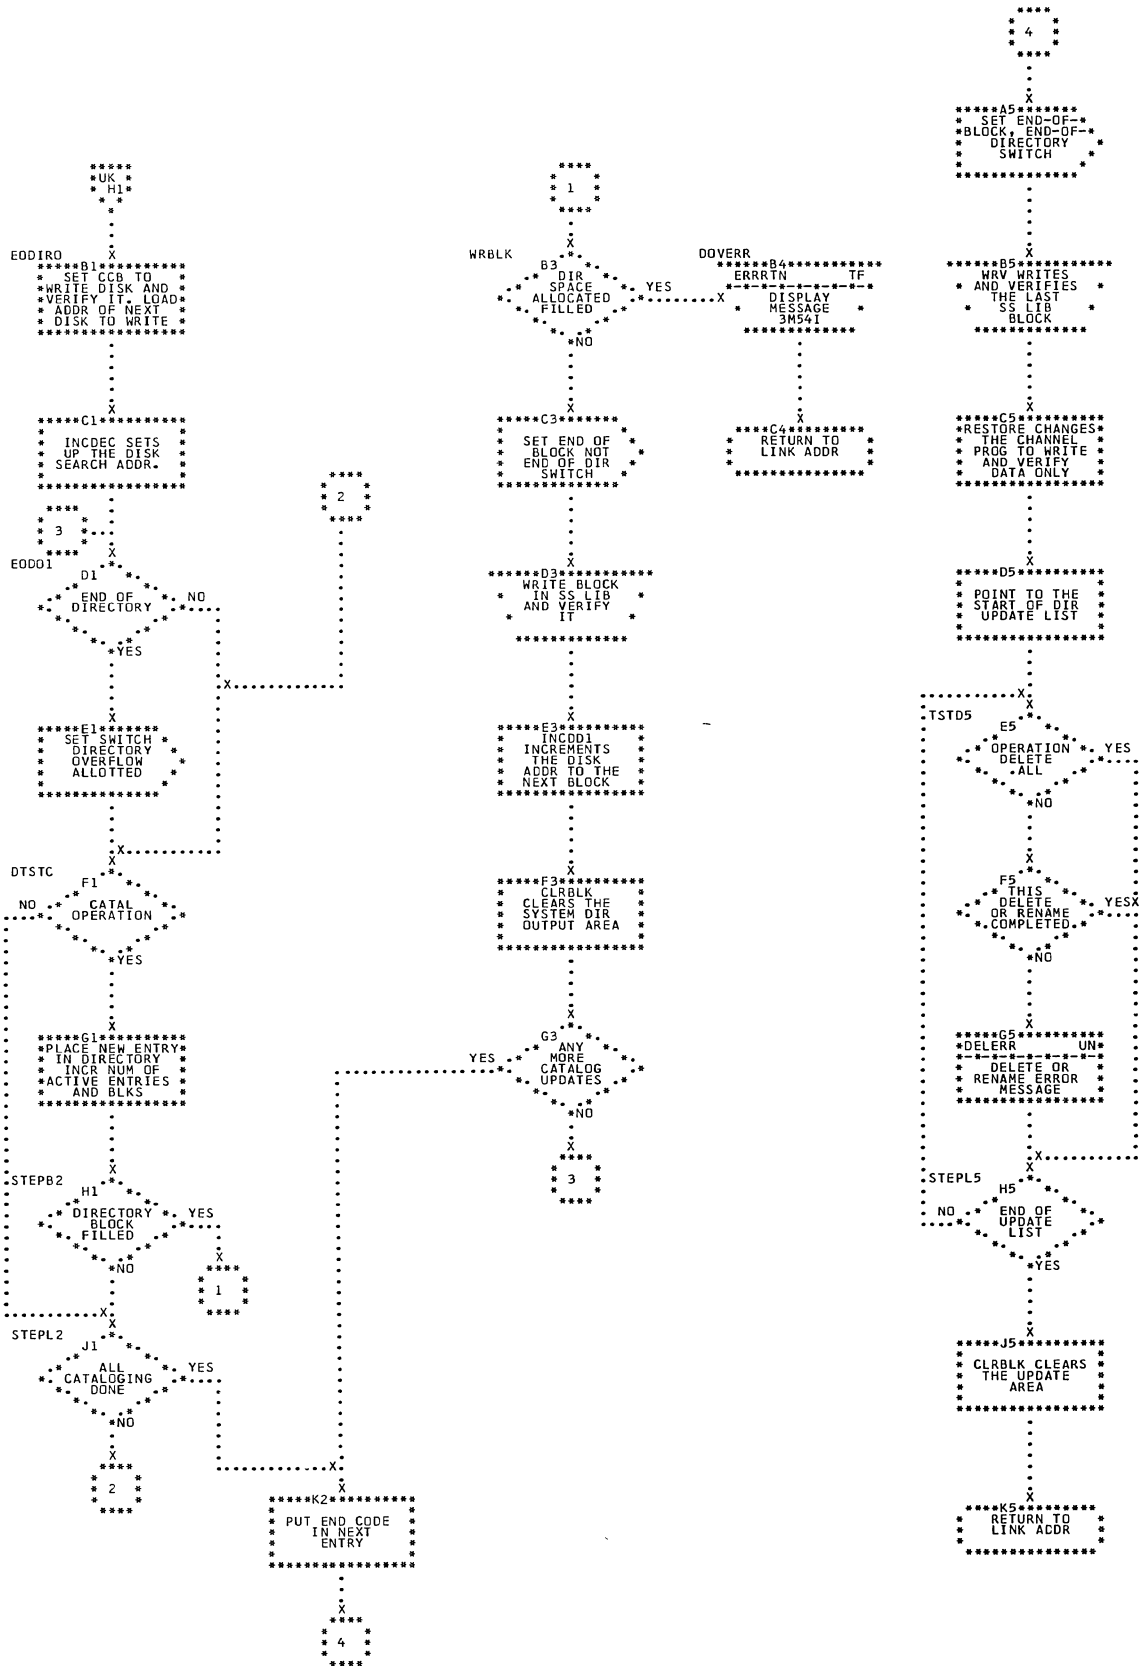 UK
H1
EODIRO
B1
SET CCB TO
WRITE DISK AND
VERIFY IT. LOAD
ADDR OF NEXT
DISK TO WRITE
C1
INCDEC SETS
UP THE DISK
SEARCH ADDR.
3
EOD01
D1
END OF
DIRECTORY
NO
YES
2
E1
SET SWITCH
DIRECTORY
OVERFLOW
ALLOTTED
DTSTC
F1
CATAL
OPERATION
NO
YES
G1
PLACE NEW ENTRY
IN DIRECTORY
INCR NUM OF
ACTIVE ENTRIES
AND BLKS
STEPB2
H1
DIRECTORY
BLOCK
FILLED
YES
NO
1
STEPL2
J1
ALL
CATALOGING
DONE
YES
NO
2
K2
PUT END CODE
IN NEXT
ENTRY
4
1
WRBLK
B3
DIR
SPACE
ALLOCATED
FILLED
YES
NO
DOVERR
B4
ERRRTN TF
DISPLAY
MESSAGE
3M54I
C4
RETURN TO
LINK ADDR
C3
SET END OF
BLOCK NOT
END OF DIR
SWITCH
D3
WRITE BLOCK
IN SS LIB
AND VERIFY
IT
E3
INCDD1
INCREMENTS
THE DISK
ADDR TO THE
NEXT BLOCK
F3
CLRBLK
CLEARS THE
SYSTEM DIR
OUTPUT AREA
G3
ANY
MORE
CATALOG
UPDATES
YES
NO
3
4
A5
SET END-OF-
BLOCK, END-OF-
DIRECTORY
SWITCH
B5
WRV WRITES
AND VERIFIES
THE LAST
SS LIB
BLOCK
C5
RESTORE CHANGES
THE CHANNEL
PROG TO WRITE
AND VERIFY
DATA ONLY
D5
POINT TO THE
START OF DIR
UPDATE LIST
TSTD5
E5
OPERATION
DELETE
ALL
YES
NO
F5
THIS
DELETE
OR RENAME
COMPLETED
YES
NO
G5
DELERR UN
DELETE OR
RENAME ERROR
MESSAGE
STEPL5
H5
END OF
UPDATE
LIST
NO
YES
J5
CLRBLK CLEARS
THE UPDATE
AREA
K5
RETURN TO
LINK ADDR